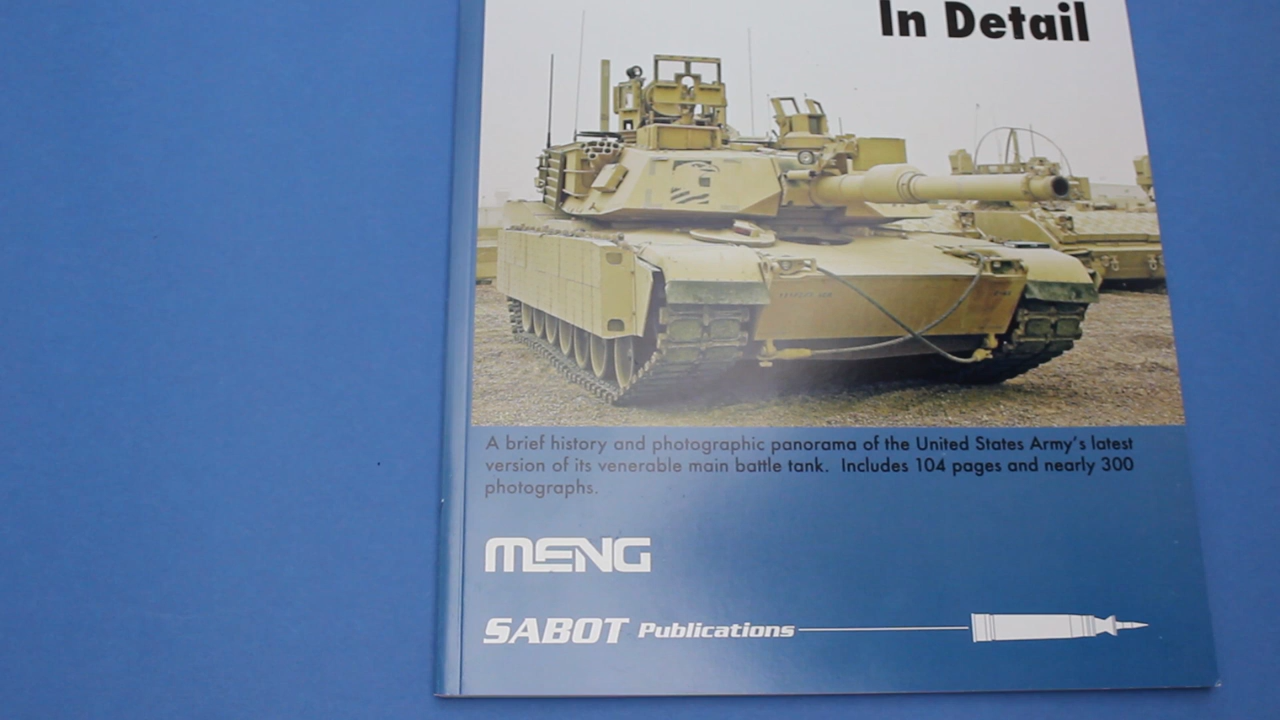 In Detail
A brief history and photographic panorama of the United States Army's latest
version of its venerable main battle tank. Includes 104 pages and nearly 300
photographs.
MENG
SABOT Publications